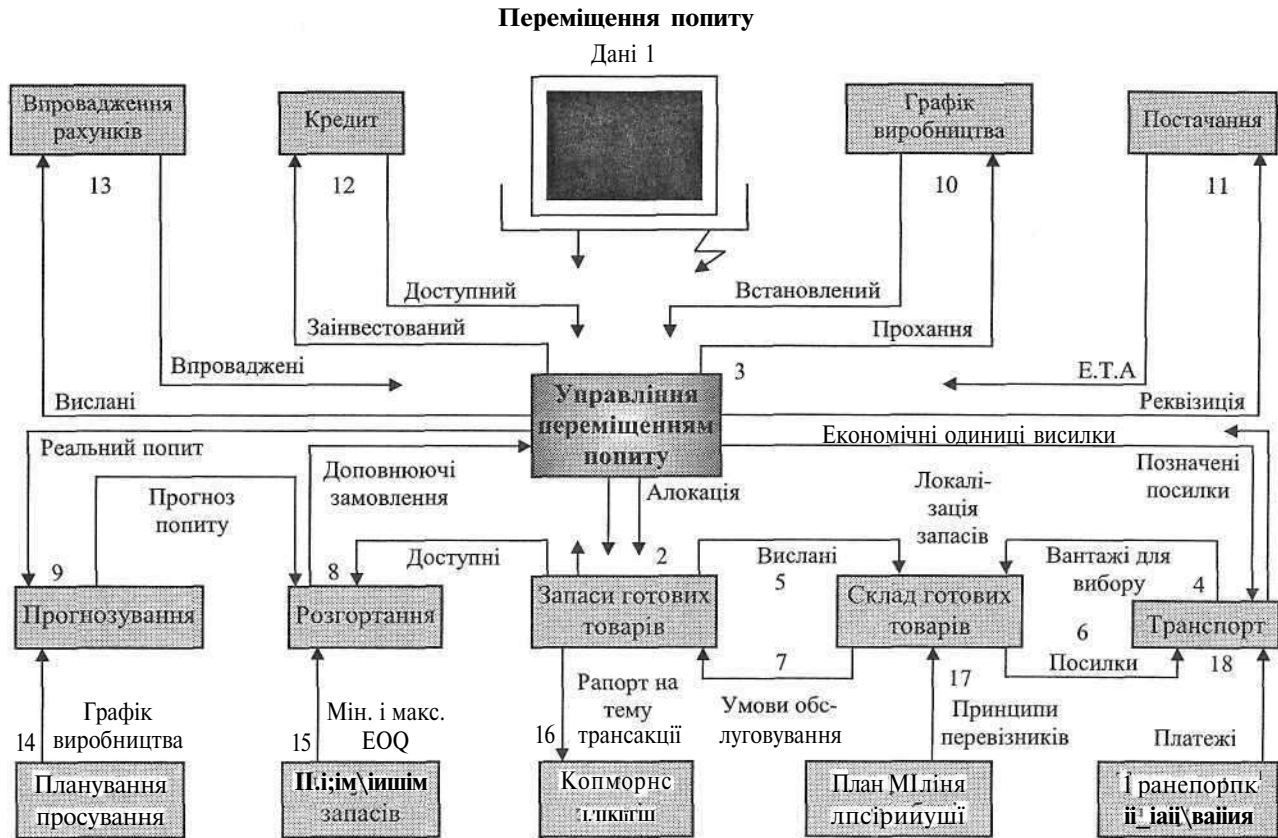 Переміщення попиту
Дані 1
Впровадження
рахунків
Кредит
Графік
виробництва
Постачання
13
12
10
11
Доступний
Встановлений
Заінвестований
Прохання
Впроваджені
3
Е.Т.А
Вислані
Управління
переміщенням
попиту
Реквізиція
Реальний попит
Економічні одиниці висилки
Доповнюючі
замовлення
Позначені
посилки
Прогноз
попиту
Алокація
Локалі-
зація
запасів
Доступні
Вислані
Вантажі для
вибору
9
8
2
5
4
Прогнозування
Розгортання
Запаси готових
товарів
Склад готових
товарів
Транспорт
6
7
Посилки
18
17
Рапорт на
тему
трансакції
Умови обс-
луговування
Принципи
перевізників
Платежі
Графік
виробництва
Мін. і макс.
EOQ
14
15
16
Планування
просування
запасів
План